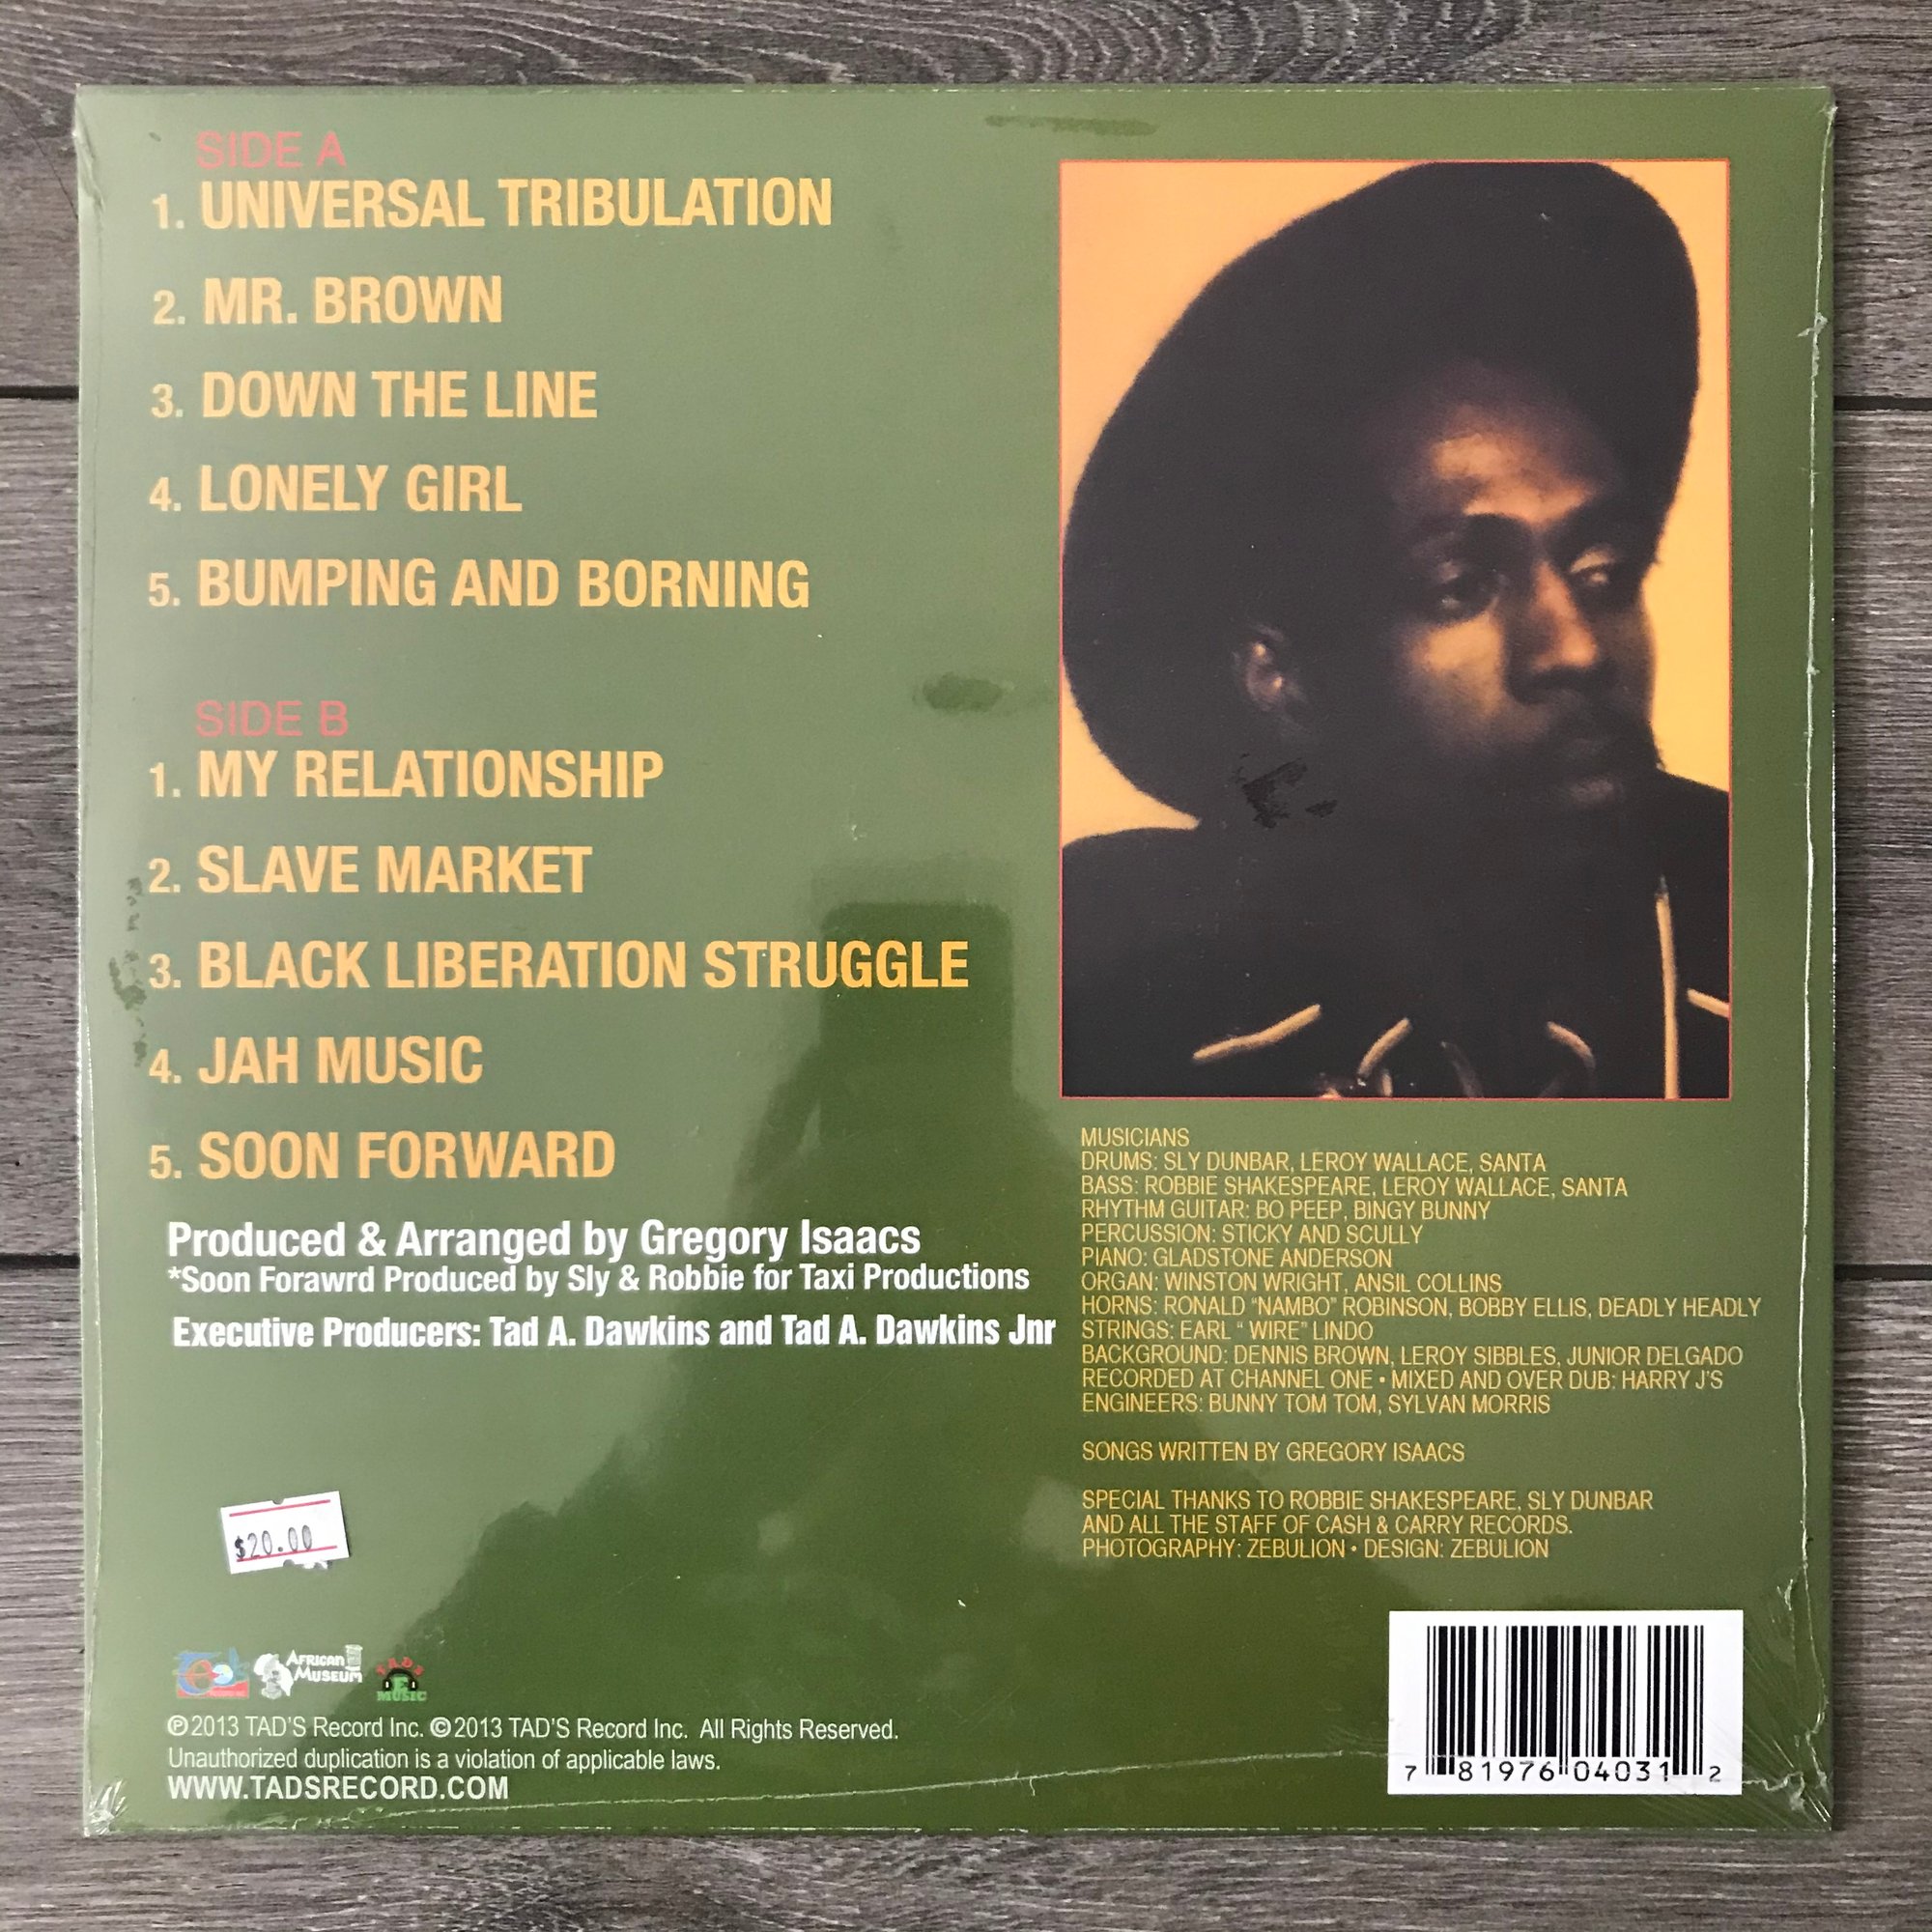 SIDE A
1. UNIVERSAL TRIBULATION
2. MR. BROWN
3. DOWN THE LINE
4. LONELY GIRL
5. BUMPING AND BORNING
SIDE B
1. MY RELATIONSHIP
2. SLAVE MARKET
3. BLACK LIBERATION STRUGGLE
4. JAH MUSIC
5. SOON FORWARD
Produced & Arranged by Gregory Isaacs
*Soon Forawrd Produced by Sly & Robbie for Taxi Productions
Executive Producers: Tad A. Dawkins and Tad A. Dawkins Jnr
MUSICIANS
DRUMS: SLY DUNBAR, LEROY WALLACE, SANTA
BASS: ROBBIE SHAKESPEARE, LEROY WALLACE, SANTA
RHYTHM GUITAR: BO PEEP, BINGY BUNNY
PERCUSSION: STICKY AND SCULLY
PIANO: GLADSTONE ANDERSON
ORGAN: WINSTON WRIGHT, ANSIL COLLINS
HORNS: RONALD “NAMBO” ROBINSON, BOBBY ELLIS, DEADLY HEADLY
STRINGS: EARL “ WIRE” LINDO
BACKGROUND: DENNIS BROWN, LEROY SIBBLES, JUNIOR DELGADO
RECORDED AT CHANNEL ONE • MIXED AND OVER DUB: HARRY J'S
ENGINEERS: BUNNY TOM TOM, SYLVAN MORRIS
SONGS WRITTEN BY GREGORY ISAACS
SPECIAL THANKS TO ROBBIE SHAKESPEARE, SLY DUNBAR
AND ALL THE STAFF OF CASH & CARRY RECORDS.
PHOTOGRAPHY: ZEBULION • DESIGN: ZEBULION
$20.00
AFRICAN
MUSEUM
TAD'S
E
MUSIC
℗2013 TAD'S Record Inc. ©2013 TAD'S Record Inc. All Rights Reserved.
Unauthorized duplication is a violation of applicable laws.
WWW.TADSRECORD.COM
7 81976 04031 2